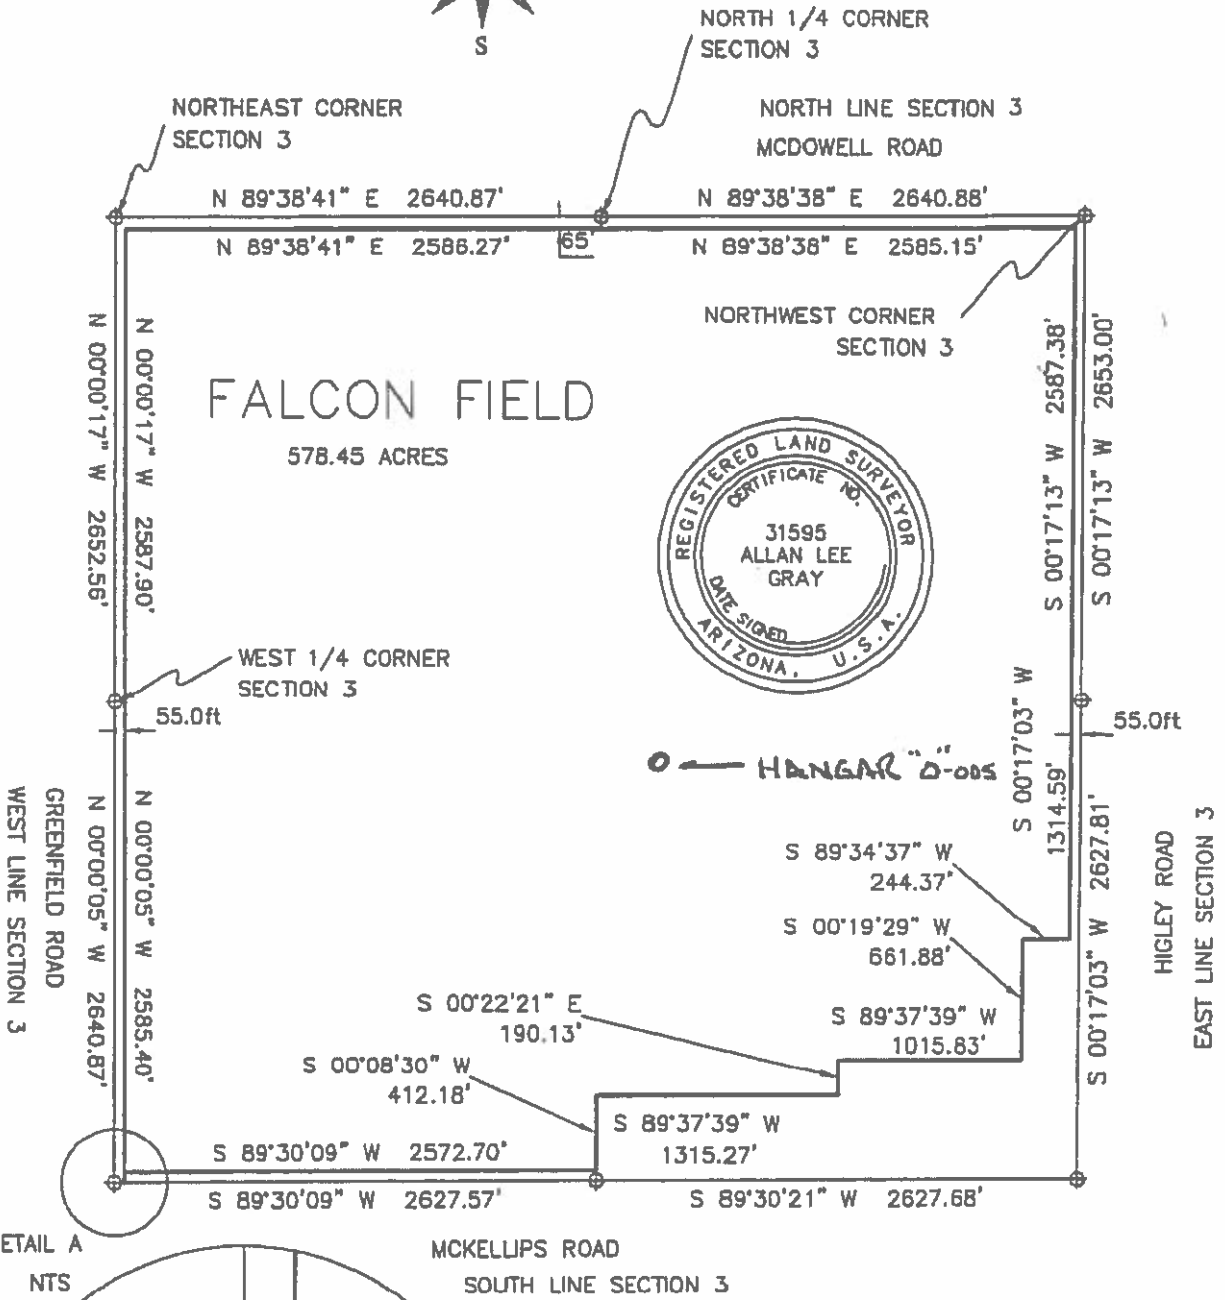 S
NORTH 1/4 CORNER
SECTION 3
NORTHEAST CORNER
SECTION 3
NORTH LINE SECTION 3
MCDOWELL ROAD
N 89°38'41" E 2640.87'
N 89°38'38" E 2640.88'
N 89°38'41" E 2586.27'
65'
N 89°38'38" E 2585.15'
NORTHWEST CORNER
SECTION 3
N 00°00'17" W 2652.56'
N 00°00'17" W 2587.90'
FALCON FIELD
578.45 ACRES
S 00°17'13" W 2587.38'
S 00°17'13" W 2653.00'
REGISTERED LAND SURVEYOR
CERTIFICATE NO.
31595
ALLAN LEE
GRAY
DATE SIGNED
ARIZONA, U.S.A.
WEST 1/4 CORNER
SECTION 3
55.0ft
55.0ft
HANGAR "D"-005
S 00°17'03" W
1314.59'
WEST LINE SECTION 3
GREENFIELD ROAD
N 00°00'05" W 2640.87'
N 00°00'05" W 2585.40'
S 89°34'37" W
244.37'
S 00°19'29" W
661.88'
S 89°37'39" W
1015.83'
S 00°17'03" W 2627.81'
HIGLEY ROAD
EAST LINE SECTION 3
S 00°22'21" E
190.13'
S 00°08'30" W
412.18'
S 89°37'39" W
1315.27'
S 89°30'09" W 2572.70'
S 89°30'09" W 2627.57'
S 89°30'21" W 2627.68'
ETAIL A
NTS
MCKELLIPS ROAD
SOUTH LINE SECTION 3